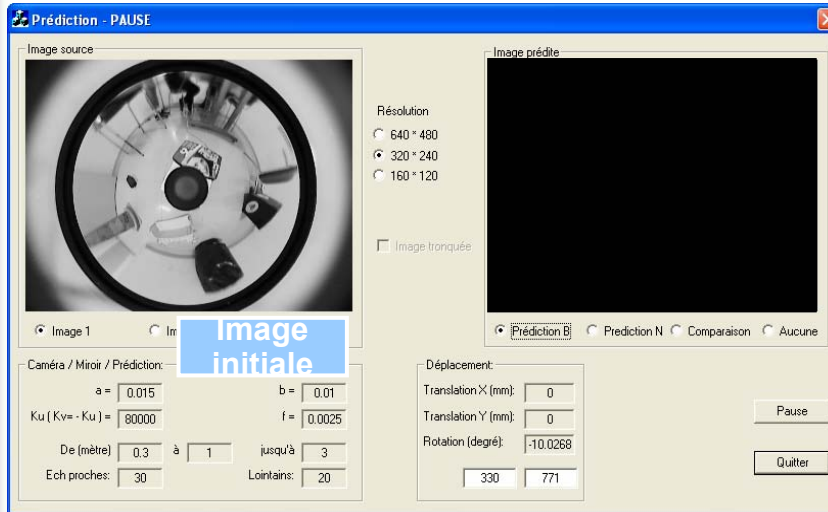 Prédiction - PAUSE
Image source
Image prédite
Résolution
640 * 480
320 * 240
160 * 120
Image tronquée
Image 1
Image initiale
Prédiction B
Prediction N
Comparaison
Aucune
Caméra / Miroir / Prédiction:
a = 0.015 b = 0.01
Ku ( Kv= - Ku ) = 80000 f = 0.0025
De (mètre) 0.3 à 1 jusqu'à 3
Ech proches: 30 Lointains: 20
Déplacement:
Translation X (mm): 0
Translation Y (mm): 0
Rotation (degré): -10.0268
330 771
Pause
Quitter